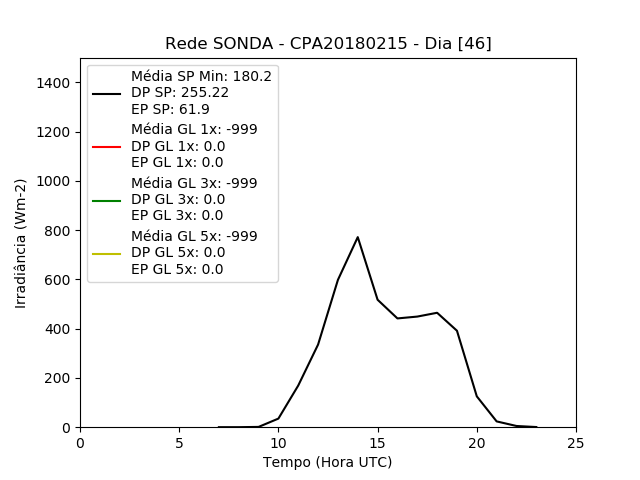 Rede SONDA - CPA20180215 - Dia [46]
Média SP Min: 180.2
DP SP: 255.22
EP SP: 61.9
Média GL 1x: -999
DP GL 1x: 0.0
EP GL 1x: 0.0
Média GL 3x: -999
DP GL 3x: 0.0
EP GL 3x: 0.0
Média GL 5x: -999
DP GL 5x: 0.0
EP GL 5x: 0.0
Irradiância (Wm-2)
1400
1200
1000
800
600
400
200
0
0 5 10 15 20 25
Tempo (Hora UTC)